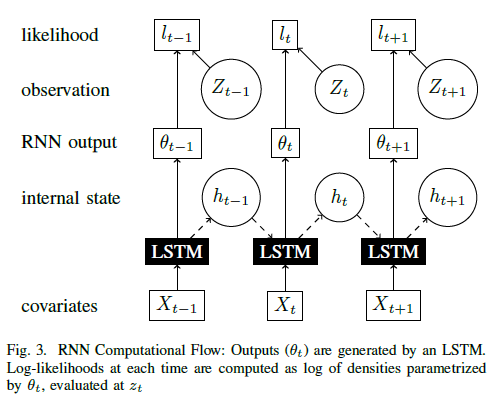 likelihood l_{t−1} l_t l_{t+1}
observation Z_{t−1} Z_t Z_{t+1}
RNN output θ_{t−1} θ_t θ_{t+1}
internal state h_{t−1} h_t h_{t+1}
LSTM LSTM LSTM
covariates X_{t−1} X_t X_{t+1}
Fig. 3. RNN Computational Flow: Outputs (θ_t) are generated by an LSTM.
Log-likelihoods at each time are computed as log of densities parametrized
by θ_t, evaluated at z_t